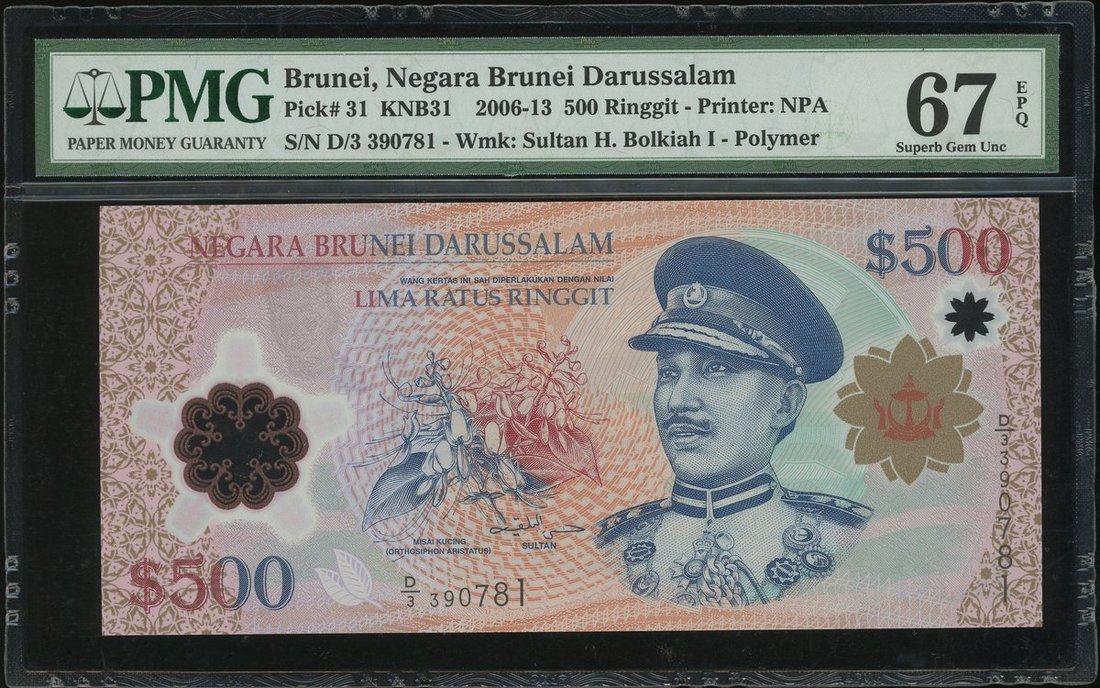 PMG
PAPER MONEY GUARANTY
Brunei, Negara Brunei Darussalam
Pick# 31 KNB31 2006-13 500 Ringgit - Printer: NPA
S/N D/3 390781 - Wmk: Sultan H. Bolkiah I - Polymer
67
EPQ
Superb Gem Unc
NEGARA BRUNEI DARUSSALAM
$500
WANG KERTAS INI SAH DIPERLAKUKAN DENGAN NILAI
LIMA RATUS RINGGIT
D/3 390781
MISAI KUCING
(ORTHOSIPHON ARISTATUS)
SULTAN
$500
D/3 390781